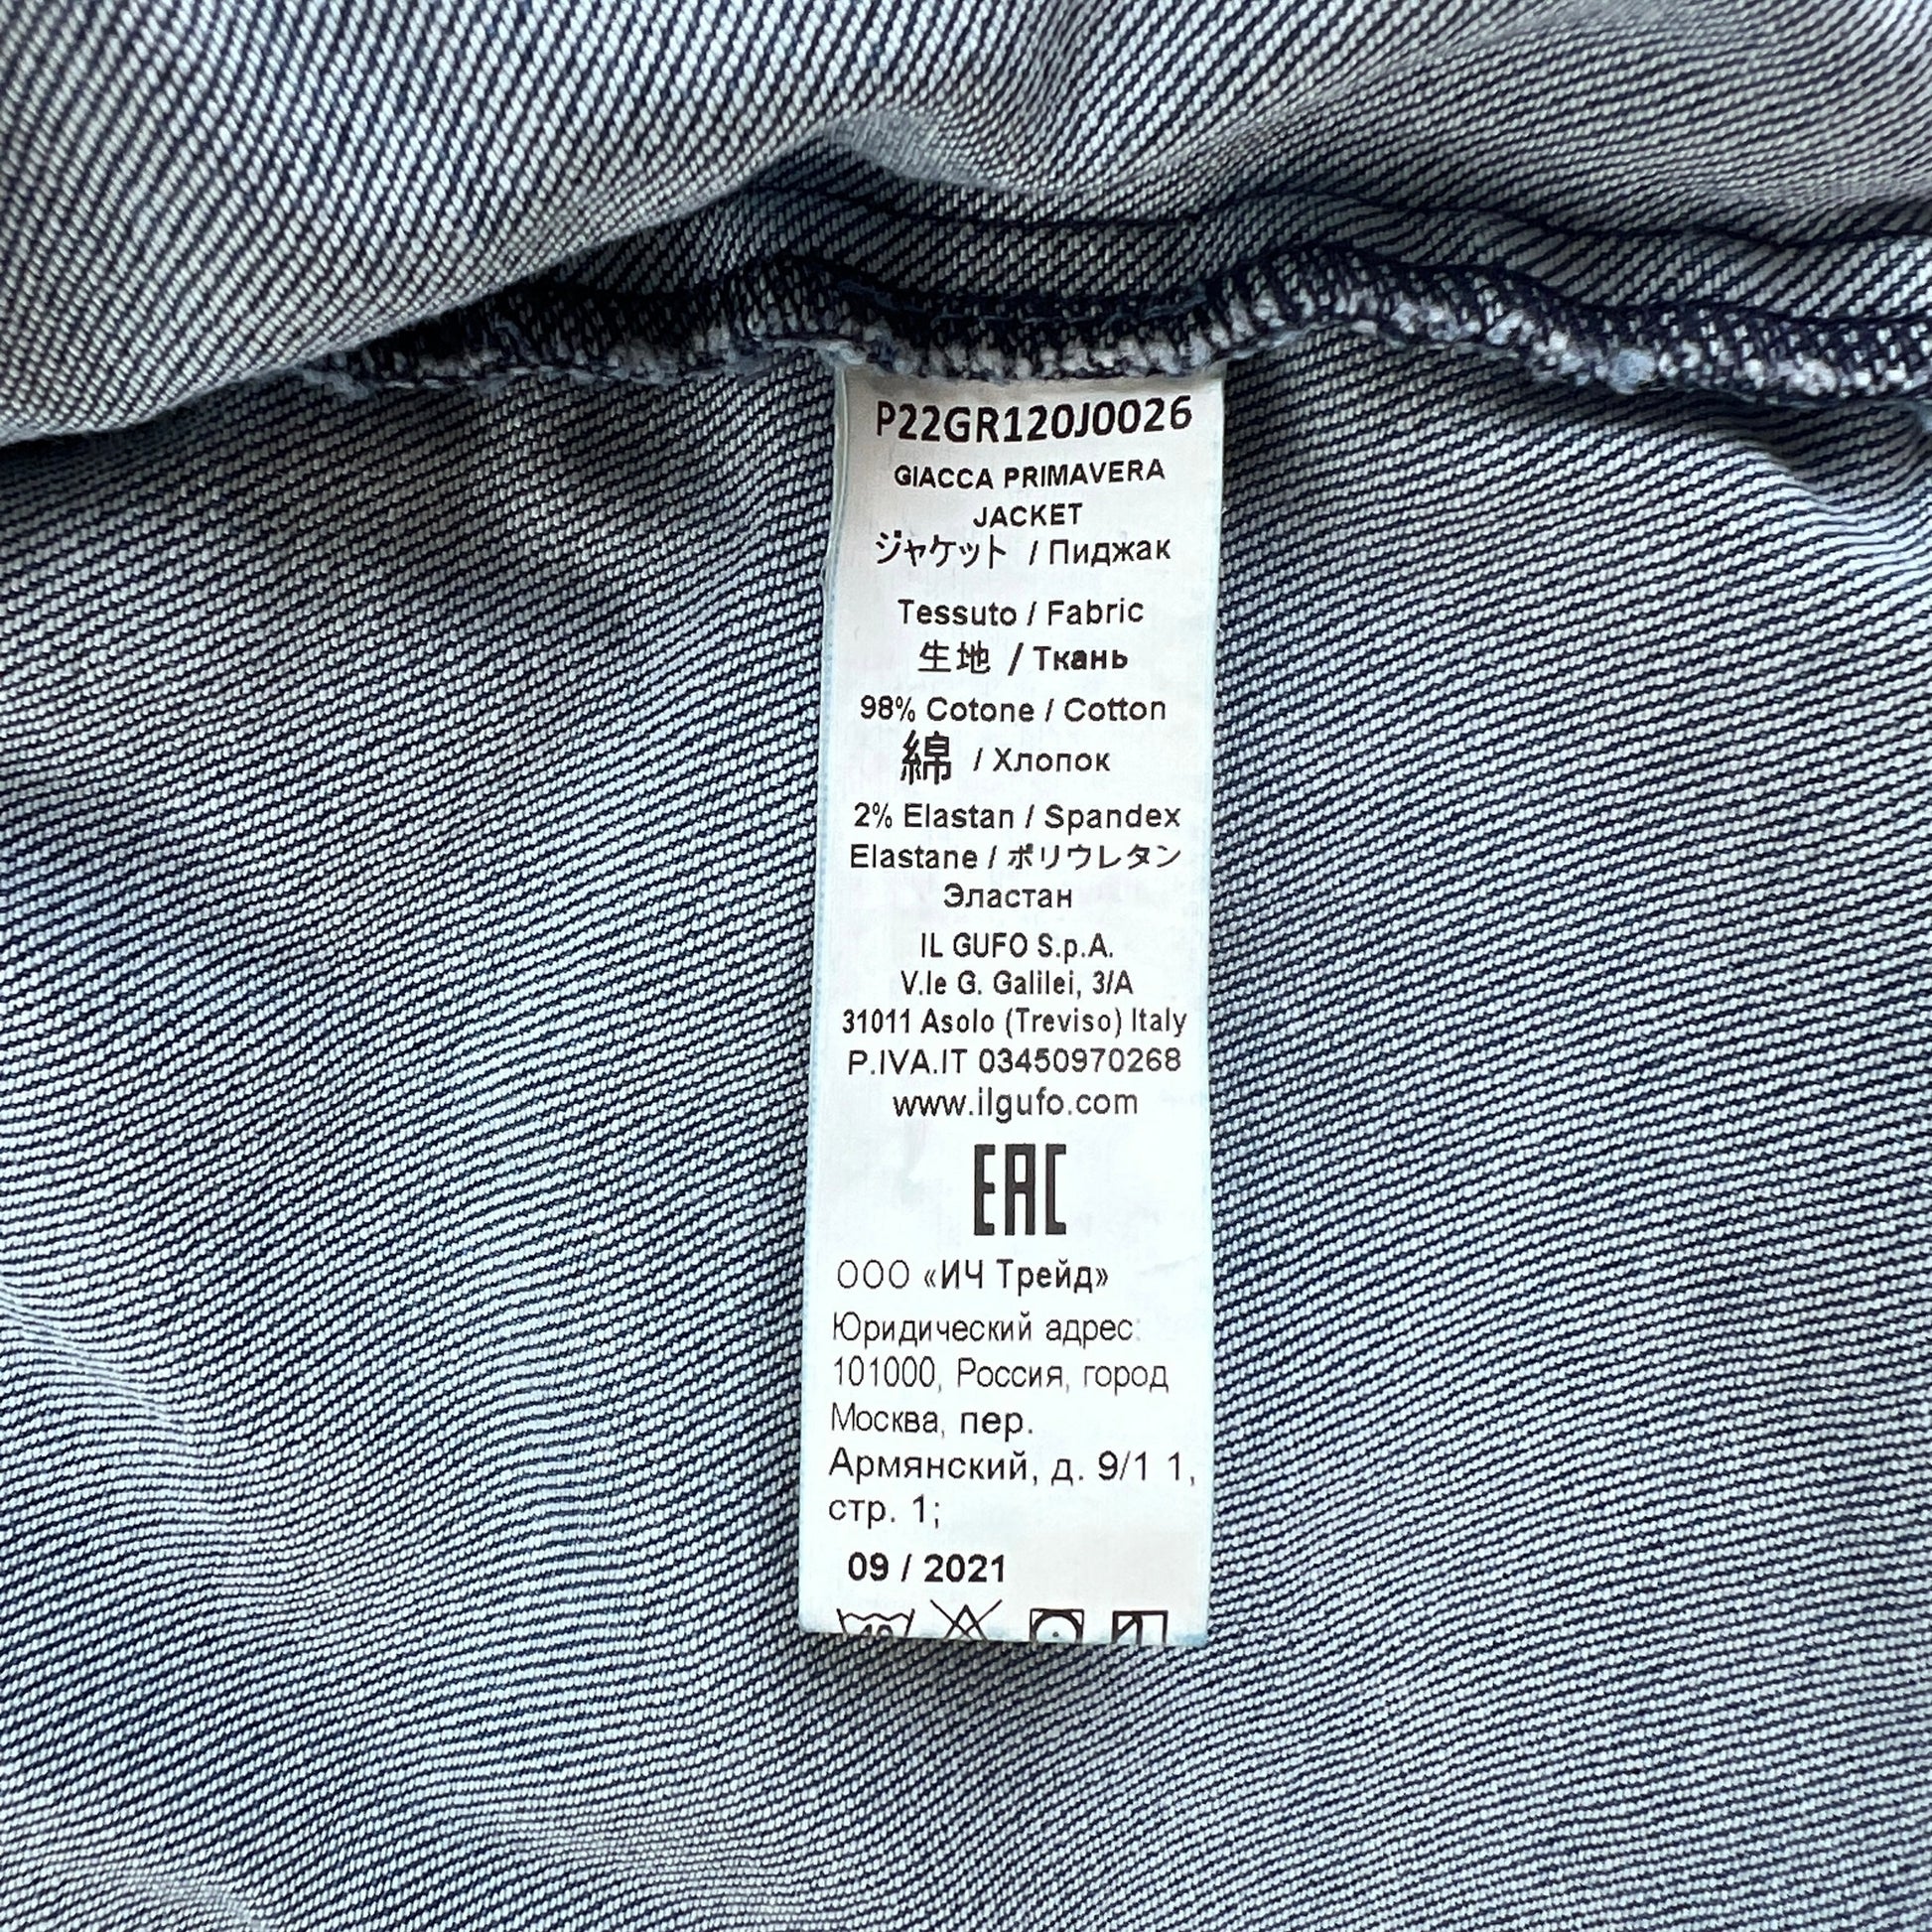 P22GR120J0026
GIACCA PRIMAVERA
JACKET
ジャケット / Пиджак
Tessuto / Fabric
生地 / Ткань
98% Cotone / Cotton
綿 / Хлопок
2% Elastan / Spandex
Elastane / ポリウレタン
Эластан
IL GUFO S.p.A.
V.le G. Galilei, 3/A
31011 Asolo (Treviso) Italy
P.IVA.IT 03450970268
www.ilgufo.com
EAC
ООО «ИЧ Трейд»
Юридический адрес:
101000, Россия, город
Москва, пер.
Армянский, д. 9/1 1,
стр. 1;
09 / 2021